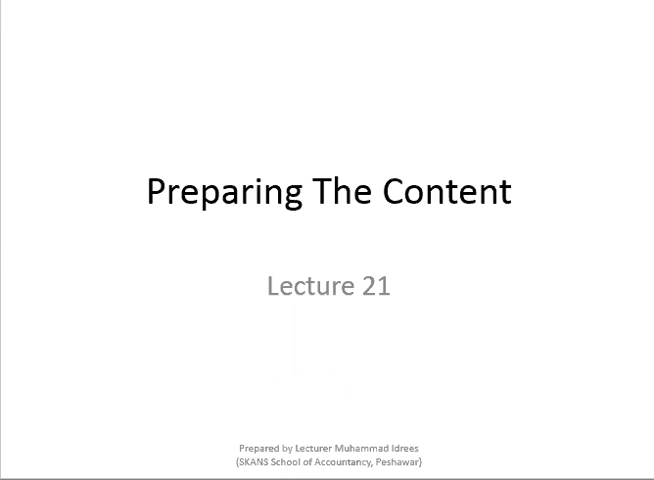 Preparing The Content
Lecture 21
Prepared by Lecturer Muhammad Idrees
(SKANS School of Accountancy, Peshawar)